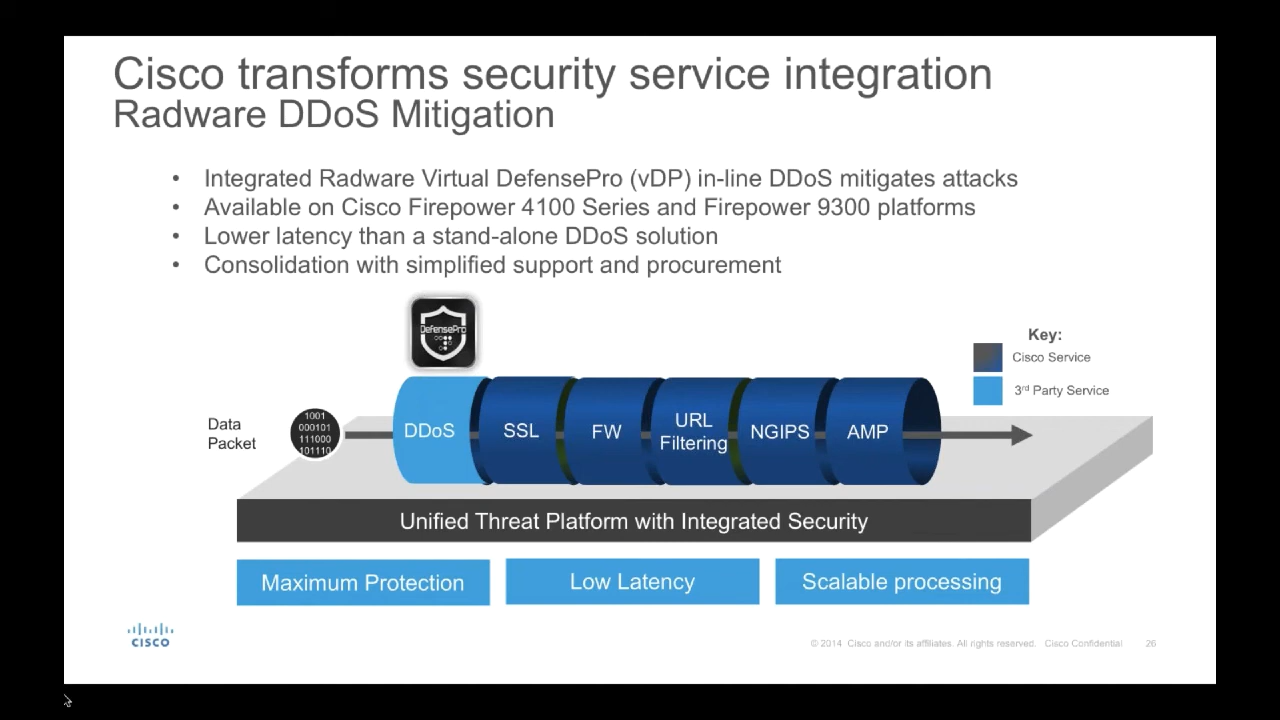 Cisco transforms security service integration
Radware DDoS Mitigation
• Integrated Radware Virtual DefensePro (vDP) in-line DDoS mitigates attacks
• Available on Cisco Firepower 4100 Series and Firepower 9300 platforms
• Lower latency than a stand-alone DDoS solution
• Consolidation with simplified support and procurement
DefensePro
Key:
Cisco Service
3rd Party Service
Data
Packet
1001
000101
111000
101110
DDoS
SSL
FW
URL
Filtering
NGIPS
AMP
Unified Threat Platform with Integrated Security
Maximum Protection
Low Latency
Scalable processing
CISCO
© 2014 Cisco and/or its affiliates. All rights reserved. Cisco Confidential 26